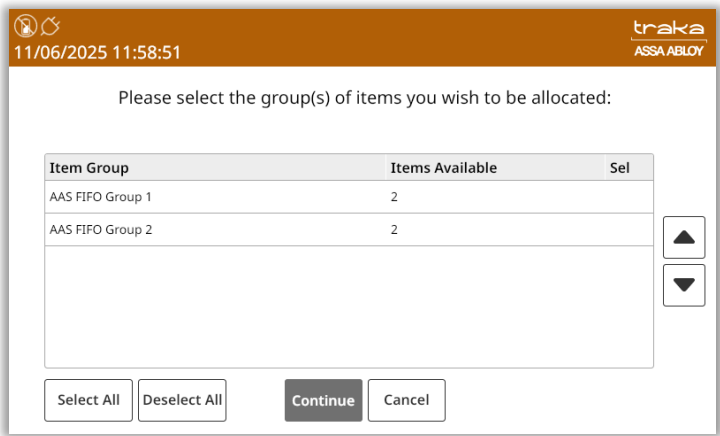 traka
11/06/2025 11:58:51
ASSA ABLOY
Please select the group(s) of items you wish to be allocated:
Item Group Items Available Sel
AAS FIFO Group 1 2
AAS FIFO Group 2 2
Select All Deselect All Continue Cancel